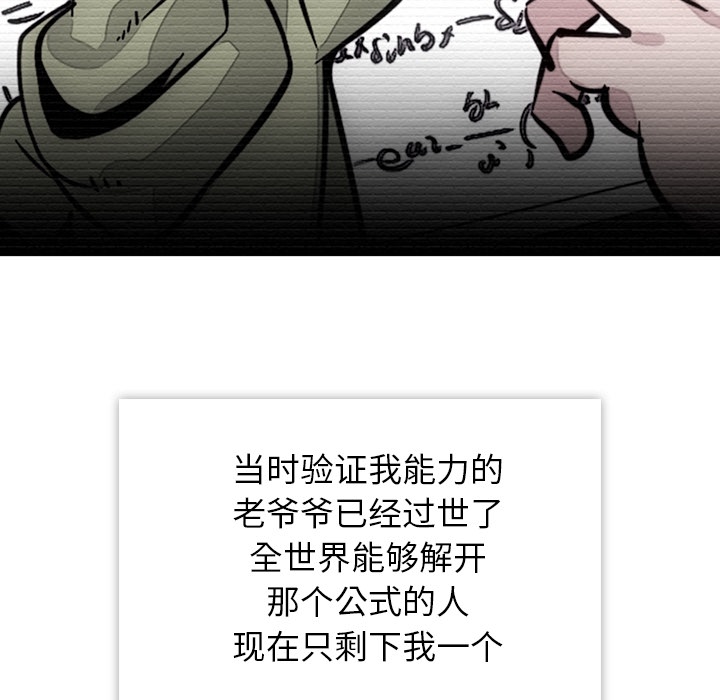 当时验证我能力的
老爷爷已经过世了
全世界能够解开
那个公式的人
现在只剩下我一个